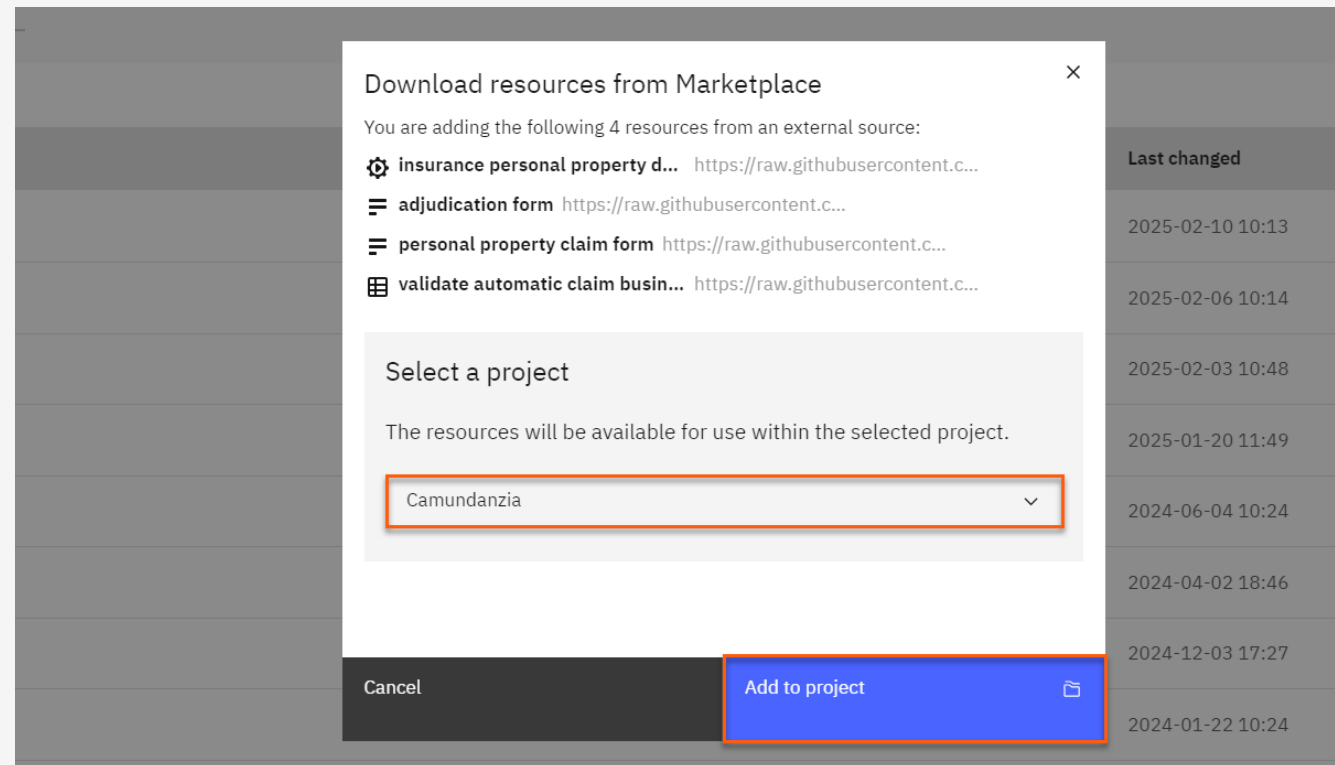 Download resources from Marketplace
You are adding the following 4 resources from an external source:
insurance personal property d... https://raw.githubusercontent.c...
adjudication form https://raw.githubusercontent.c...
personal property claim form https://raw.githubusercontent.c...
validate automatic claim busin... https://raw.githubusercontent.c...
Select a project
The resources will be available for use within the selected project.
Camundanzia
Cancel
Add to project
Last changed
2025-02-10 10:13
2025-02-06 10:14
2025-02-03 10:48
2025-01-20 11:49
2024-06-04 10:24
2024-04-02 18:46
2024-12-03 17:27
2024-01-22 10:24